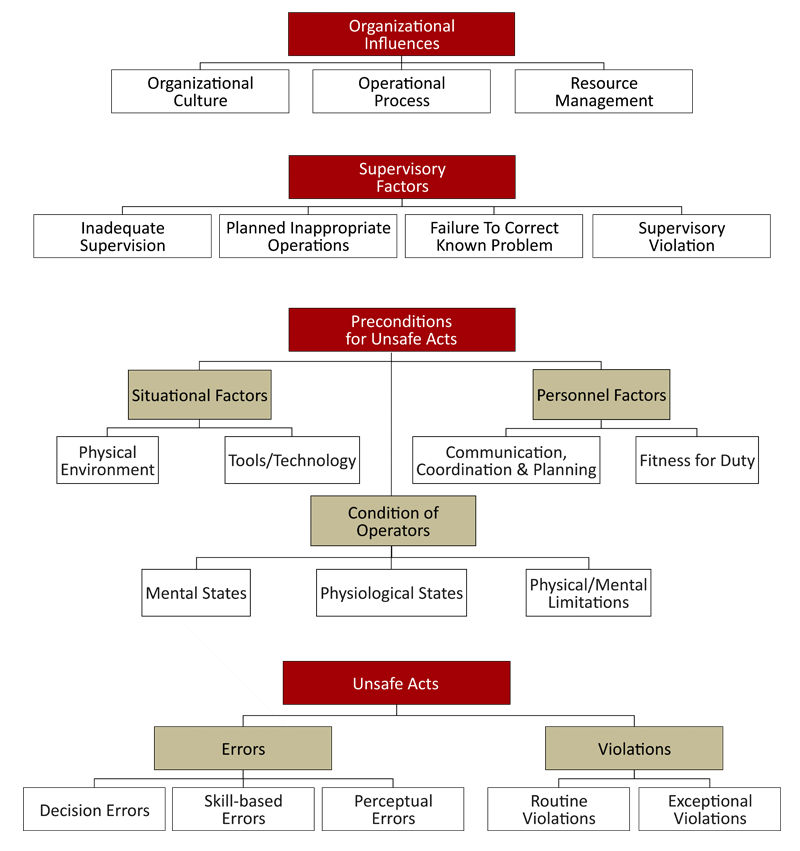 Organizational
Influences
Organizational
Culture
Operational
Process
Resource
Management
Supervisory
Factors
Inadequate
Supervision
Planned Inappropriate
Operations
Failure To Correct
Known Problem
Supervisory
Violation
Preconditions
for Unsafe Acts
Situational Factors
Personnel Factors
Physical
Environment
Tools/Technology
Communication,
Coordination & Planning
Fitness for Duty
Condition of
Operators
Mental States
Physiological States
Physical/Mental
Limitations
Unsafe Acts
Errors
Violations
Decision Errors
Skill-based
Errors
Perceptual
Errors
Routine
Violations
Exceptional
Violations